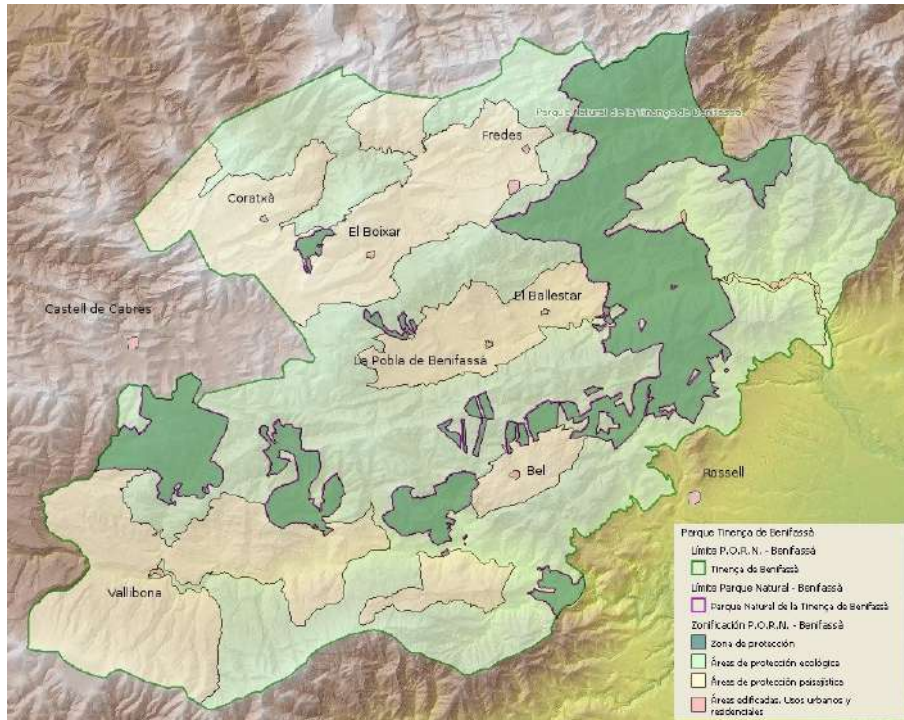 Parque Natural de la Tinença de Benifassà
Fredes
Coratxà
El Boixar
El Ballestar
Castell de Cabres
La Pobla de Benifassà
Bel
Rossell
Vallibona
Parque Tinença de Benifassà
Límite P.O.R.N. - Benifassà
Tinença de Benifassà
Límite Parque Natural - Benifassà
Parque Natural de la Tinença de Benifassà
Zonificación P.O.R.N. - Benifassà
Zona de protección
Áreas de protección ecológica
Áreas de protección paisajística
Áreas edificadas. Usos urbanos y
residenciales